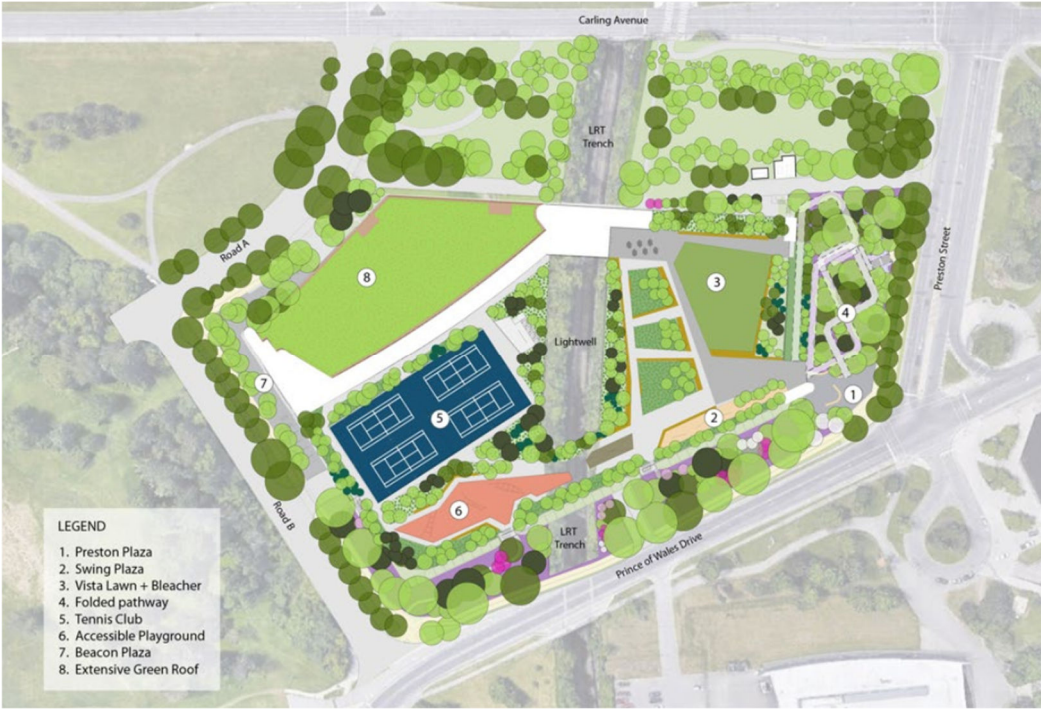 Carling Avenue
LRT
Trench
Road A
Preston Street
8
3
4
Lightwell
7
5
2
1
6
Road B
LRT
Trench
Prince of Wales Drive
LEGEND
1. Preston Plaza
2. Swing Plaza
3. Vista Lawn + Bleacher
4. Folded pathway
5. Tennis Club
6. Accessible Playground
7. Beacon Plaza
8. Extensive Green Roof